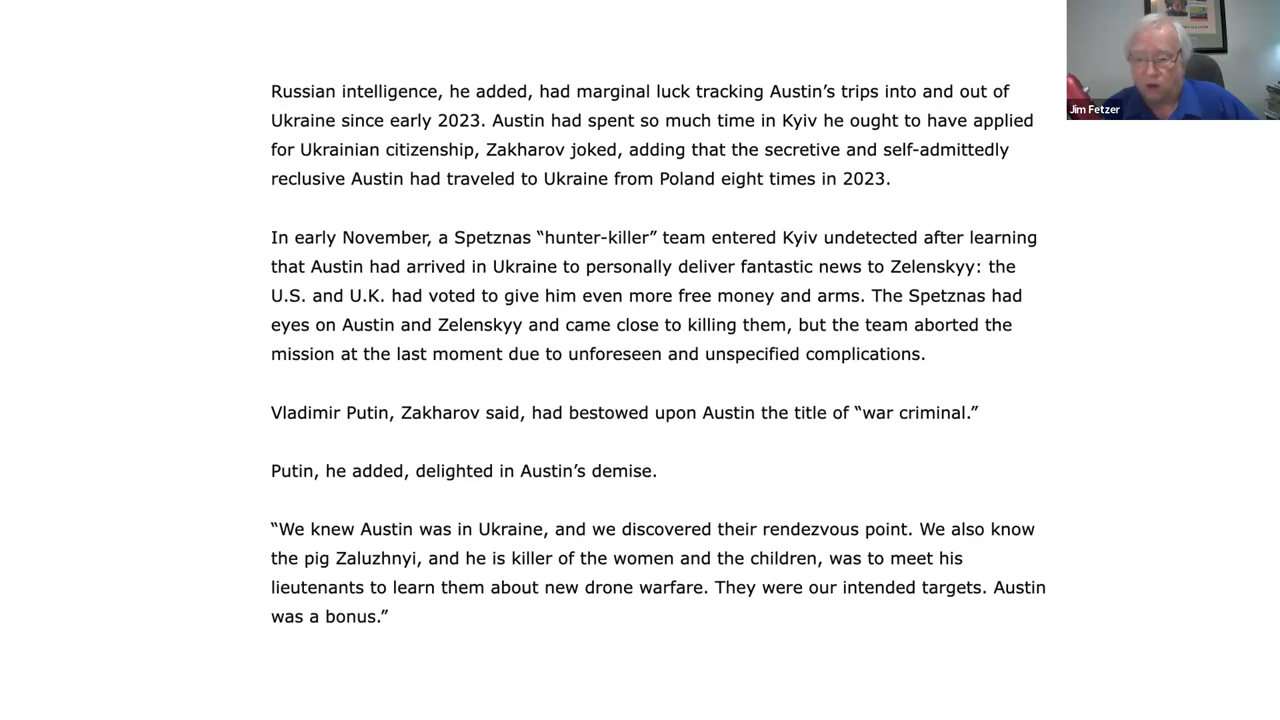 Jim Fetzer
Russian intelligence, he added, had marginal luck tracking Austin’s trips into and out of
Ukraine since early 2023. Austin had spent so much time in Kyiv he ought to have applied
for Ukrainian citizenship, Zakharov joked, adding that the secretive and self-admittedly
reclusive Austin had traveled to Ukraine from Poland eight times in 2023.
In early November, a Spetznas “hunter-killer” team entered Kyiv undetected after learning
that Austin had arrived in Ukraine to personally deliver fantastic news to Zelenskyy: the
U.S. and U.K. had voted to give him even more free money and arms. The Spetznas had
eyes on Austin and Zelenskyy and came close to killing them, but the team aborted the
mission at the last moment due to unforeseen and unspecified complications.
Vladimir Putin, Zakharov said, had bestowed upon Austin the title of “war criminal.”
Putin, he added, delighted in Austin’s demise.
“We knew Austin was in Ukraine, and we discovered their rendezvous point. We also know
the pig Zaluzhnyi, and he is killer of the women and the children, was to meet his
lieutenants to learn them about new drone warfare. They were our intended targets. Austin
was a bonus.”